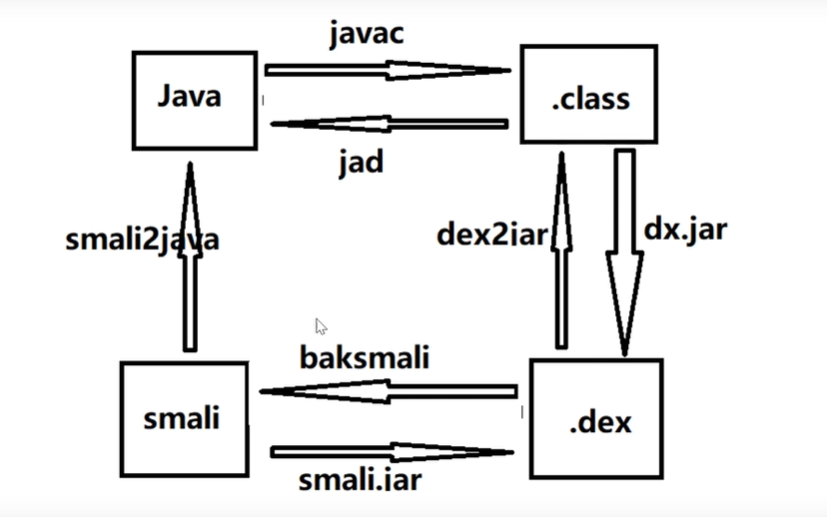 javac
Java
.class
jad
smali2java
dex2jar
dx.jar
baksmali
smali
.dex
smali.jar